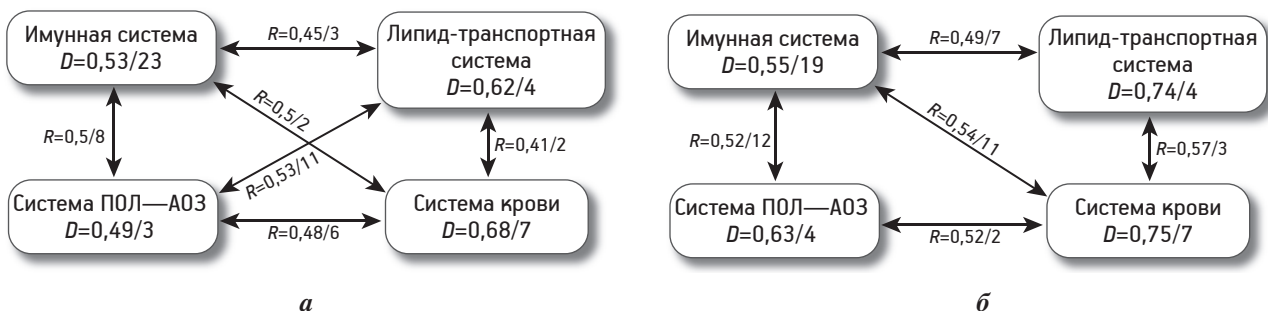 Имунная система
D=0,53/23
R=0,45/3
Липид-транспортная
система
D=0,62/4
R=0,5/8
R=0,5/2
R=0,53/11
R=0,41/2
Система ПОЛ—АОЗ
D=0,49/3
R=0,48/6
Система крови
D=0,68/7
а
Имунная система
D=0,55/19
R=0,49/7
Липид-транспортная
система
D=0,74/4
R=0,52/12
R=0,54/11
R=0,57/3
Система ПОЛ—АОЗ
D=0,63/4
R=0,52/2
Система крови
D=0,75/7
б